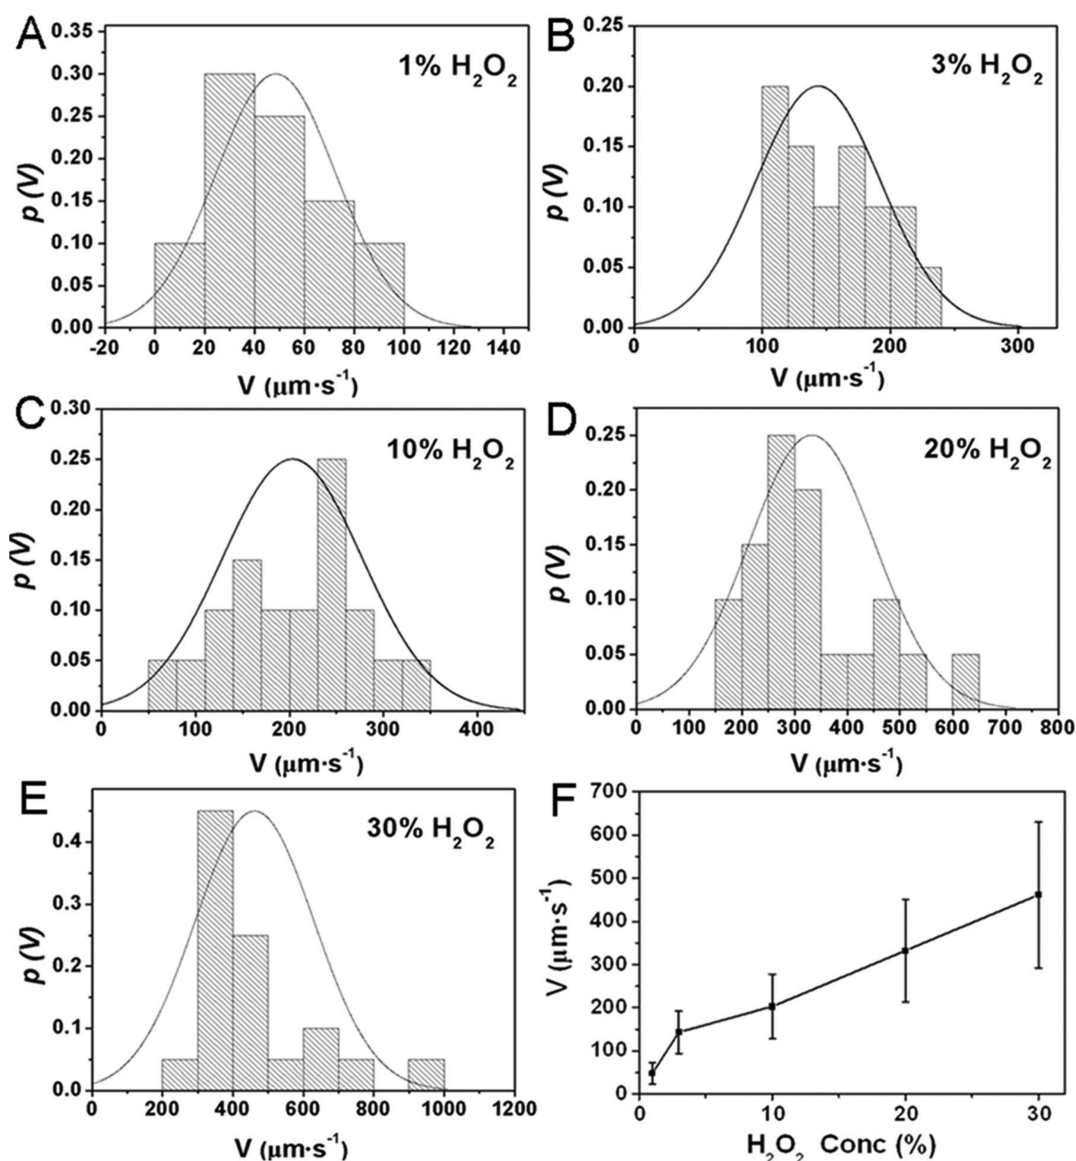 A
1% H₂O₂
p (V)
0.35
0.30
0.25
0.20
0.15
0.10
0.05
0.00
-20 0 20 40 60 80 100 120 140
V (μm·s⁻¹)
B
3% H₂O₂
p (V)
0.25
0.20
0.15
0.10
0.05
0.00
0 100 200 300
V (μm·s⁻¹)
C
10% H₂O₂
p (V)
0.30
0.25
0.20
0.15
0.10
0.05
0.00
0 100 200 300 400
V (μm·s⁻¹)
D
20% H₂O₂
p (V)
0.25
0.20
0.15
0.10
0.05
0.00
0 100 200 300 400 500 600 700 800
V (μm·s⁻¹)
E
30% H₂O₂
p (V)
0.4
0.3
0.2
0.1
0.0
0 200 400 600 800 1000 1200
V (μm·s⁻¹)
F
V (μm·s⁻¹)
700
600
500
400
300
200
100
0
0 10 20 30
H₂O₂ Conc (%)